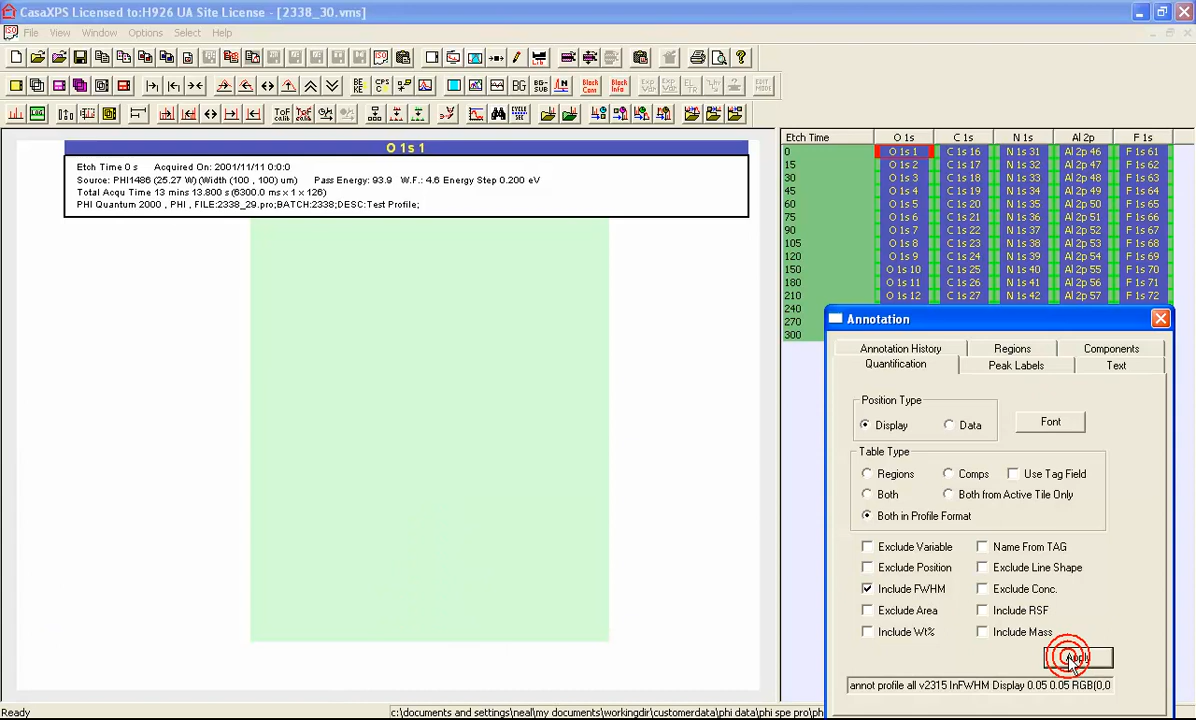 CasaXPS Licensed to:H926 UA Site License - [2338_30.vms]
File View Window Options Select Help
Etch Time O 1s C 1s N 1s Al 2p F 1s
O 1s 1
0 O 1s 1 C 1s 16 N 1s 31 Al 2p 46 F 1s 61
15 O 1s 2 C 1s 17 N 1s 32 Al 2p 47 F 1s 62
30 O 1s 3 C 1s 18 N 1s 33 Al 2p 48 F 1s 63
45 O 1s 4 C 1s 19 N 1s 34 Al 2p 49 F 1s 64
60 O 1s 5 C 1s 20 N 1s 35 Al 2p 50 F 1s 65
75 O 1s 6 C 1s 21 N 1s 36 Al 2p 51 F 1s 66
90 O 1s 7 C 1s 22 N 1s 37 Al 2p 52 F 1s 67
105 O 1s 8 C 1s 23 N 1s 38 Al 2p 53 F 1s 68
120 O 1s 9 C 1s 24 N 1s 39 Al 2p 54 F 1s 69
150 O 1s 10 C 1s 25 N 1s 40 Al 2p 55 F 1s 70
180 O 1s 11 C 1s 26 N 1s 41 Al 2p 56 F 1s 71
210 O 1s 12 C 1s 27 N 1s 42 Al 2p 57 F 1s 72
240
270
300
Etch Time 0 s Acquired On: 2001/11/11 0:0:0
Source: PHI1486 (25.27 W) (Width (100 , 100) um) Pass Energy: 93.9 W.F.: 4.6 Energy Step 0.200 eV
Total Acqu Time 13 mins 13.800 s (6300.0 ms x 1 x 126)
PHI Quantum 2000 , PHI , FILE:2338_29.pro;BATCH:2338;DESC:Test Profile;
Annotation
Annotation History Regions Components
Quantification Peak Labels Text
Position Type
Display Data Font
Table Type
Regions Comps Use Tag Field
Both Both from Active Tile Only
Both in Profile Format
Exclude Variable Name From TAG
Exclude Position Exclude Line Shape
Include FWHM Exclude Conc.
Exclude Area Include RSF
Include Wt% Include Mass
Apply
annot profile all v2315 InFWHM Display 0.05 0.05 RGB(0,0
Ready c:\documents and settings\neal\my documents\workingdir\customerdata\phi data\phi spe pro\ph